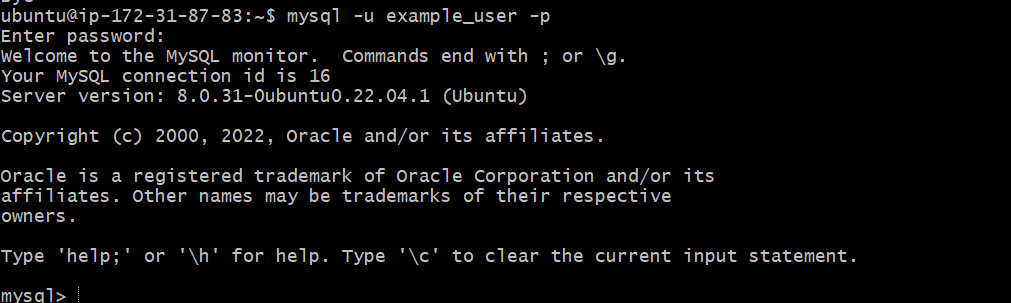 ubuntu@ip-172-31-87-83:~$ mysql -u example_user -p
Enter password:
Welcome to the MySQL monitor.  Commands end with ; or \g.
Your MySQL connection id is 16
Server version: 8.0.31-0ubuntu0.22.04.1 (Ubuntu)
Copyright (c) 2000, 2022, Oracle and/or its affiliates.
Oracle is a registered trademark of Oracle Corporation and/or its
affiliates. Other names may be trademarks of their respective
owners.
Type 'help;' or '\h' for help. Type '\c' to clear the current input statement.
mysql>